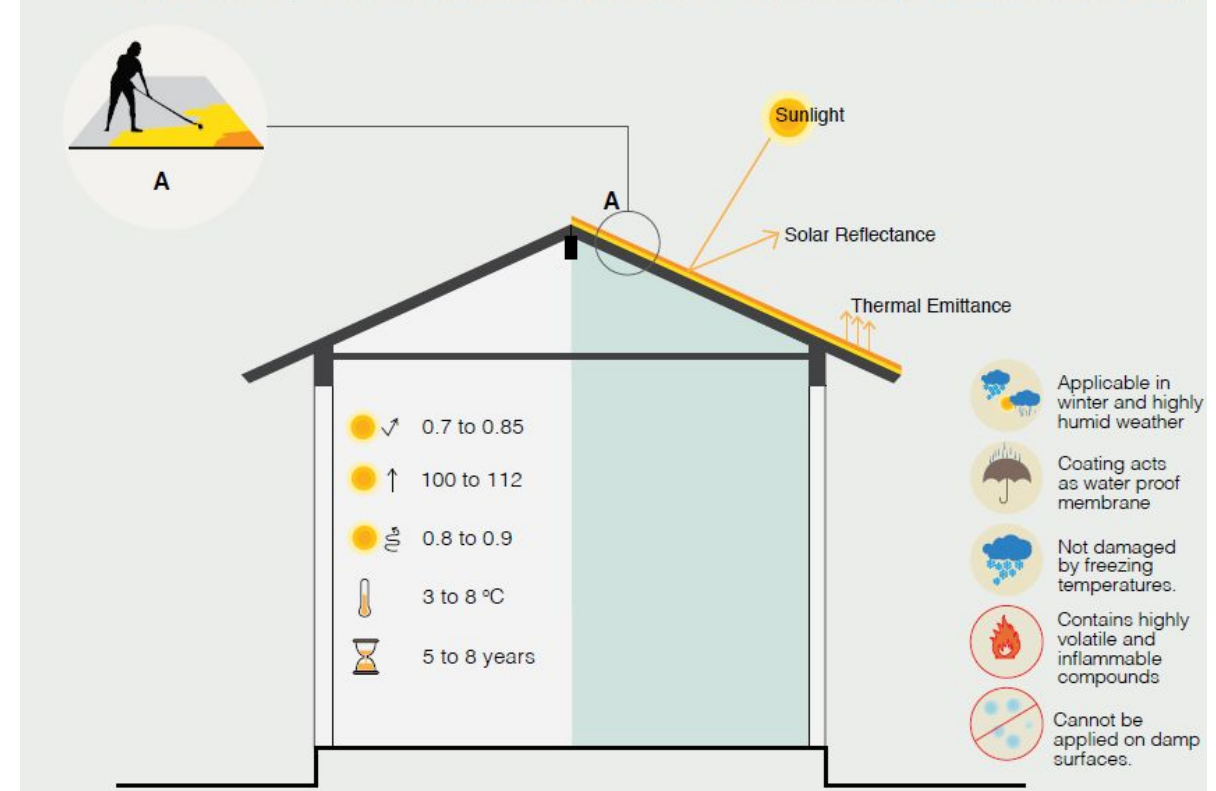 A
Sunlight
A
Solar Reflectance
Thermal Emittance
0.7 to 0.85
100 to 112
0.8 to 0.9
3 to 8 ºC
5 to 8 years
Applicable in
winter and highly
humid weather
Coating acts
as water proof
membrane
Not damaged
by freezing
temperatures.
Contains highly
volatile and
inflammable
compounds
Cannot be
applied on damp
surfaces.